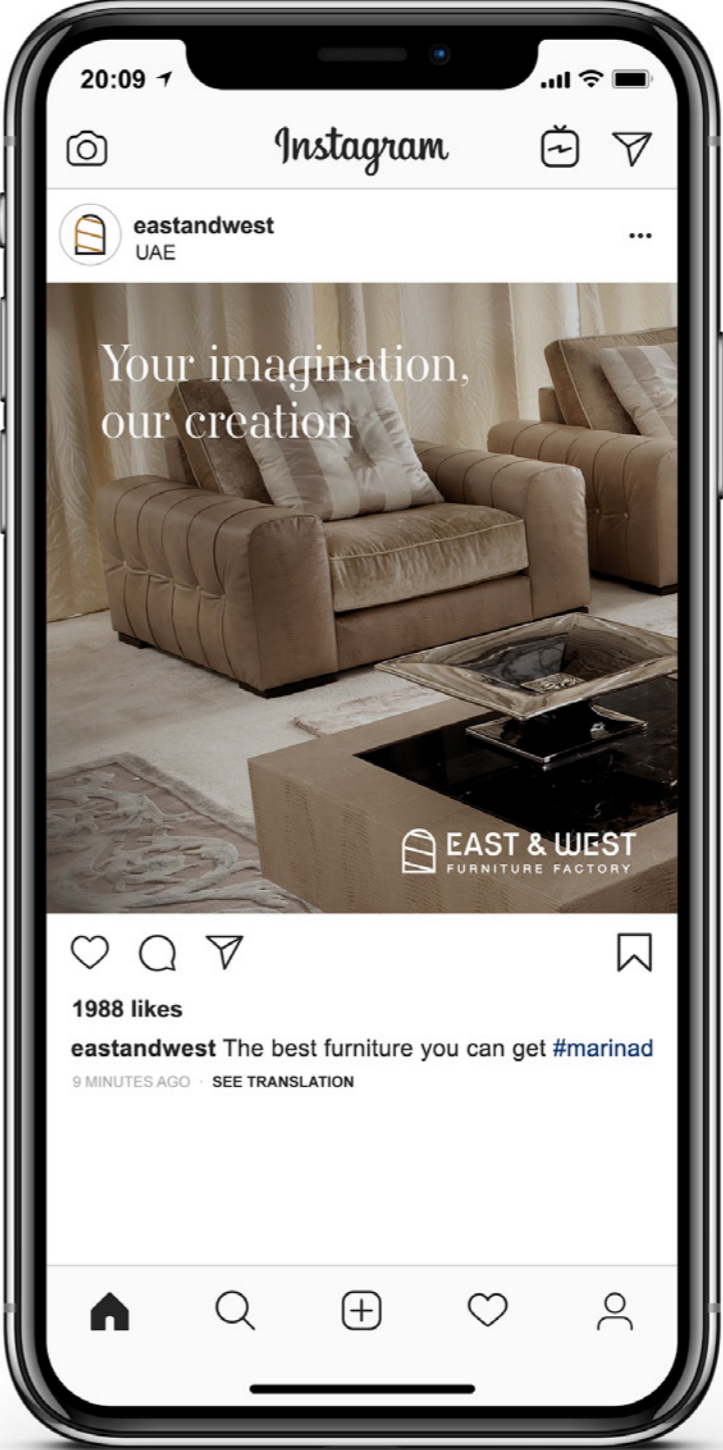 20:09
Instagram
eastandwest
UAE
Your imagination,
our creation
EAST & WEST
FURNITURE FACTORY
1988 likes
eastandwest The best furniture you can get #marinad
9 MINUTES AGO · SEE TRANSLATION